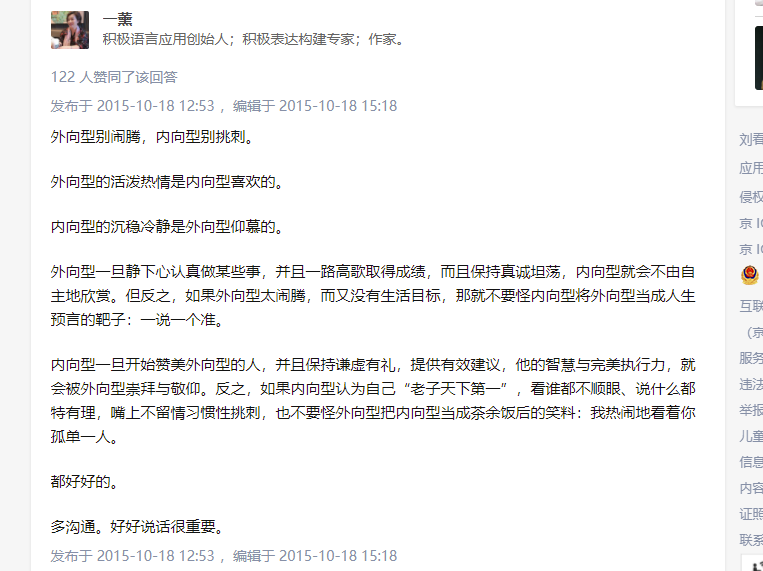 一薰
积极语言应用创始人；积极表达构建专家；作家。
122 人赞同了该回答
发布于 2015-10-18 12:53 ，编辑于 2015-10-18 15:18
外向型别闹腾，内向型别挑刺。
外向型的活泼热情是内向型喜欢的。
内向型的沉稳冷静是外向型仰慕的。
外向型一旦静下心认真做某些事，并且一路高歌取得成绩，而且保持真诚坦荡，内向型就会不由自
主地欣赏。但反之，如果外向型太闹腾，而又没有生活目标，那就不要怪内向型将外向型当成人生
预言的靶子：一说一个准。
内向型一旦开始赞美外向型的人，并且保持谦虚有礼，提供有效建议，他的智慧与完美执行力，就
会被外向型崇拜与敬仰。反之，如果内向型认为自己“老子天下第一”，看谁都不顺眼、说什么都
特有理，嘴上不留情习惯性挑刺，也不要怪外向型把内向型当成茶余饭后的笑料：我热闹地看着你
孤单一人。
都好好的。
多沟通。好好说话很重要。
发布于 2015-10-18 12:53 ，编辑于 2015-10-18 15:18
刘看
应用
侵权
京 IC
京 IC
互联
（京
服务
违法
举报
儿童
信息
内容
证照
联系